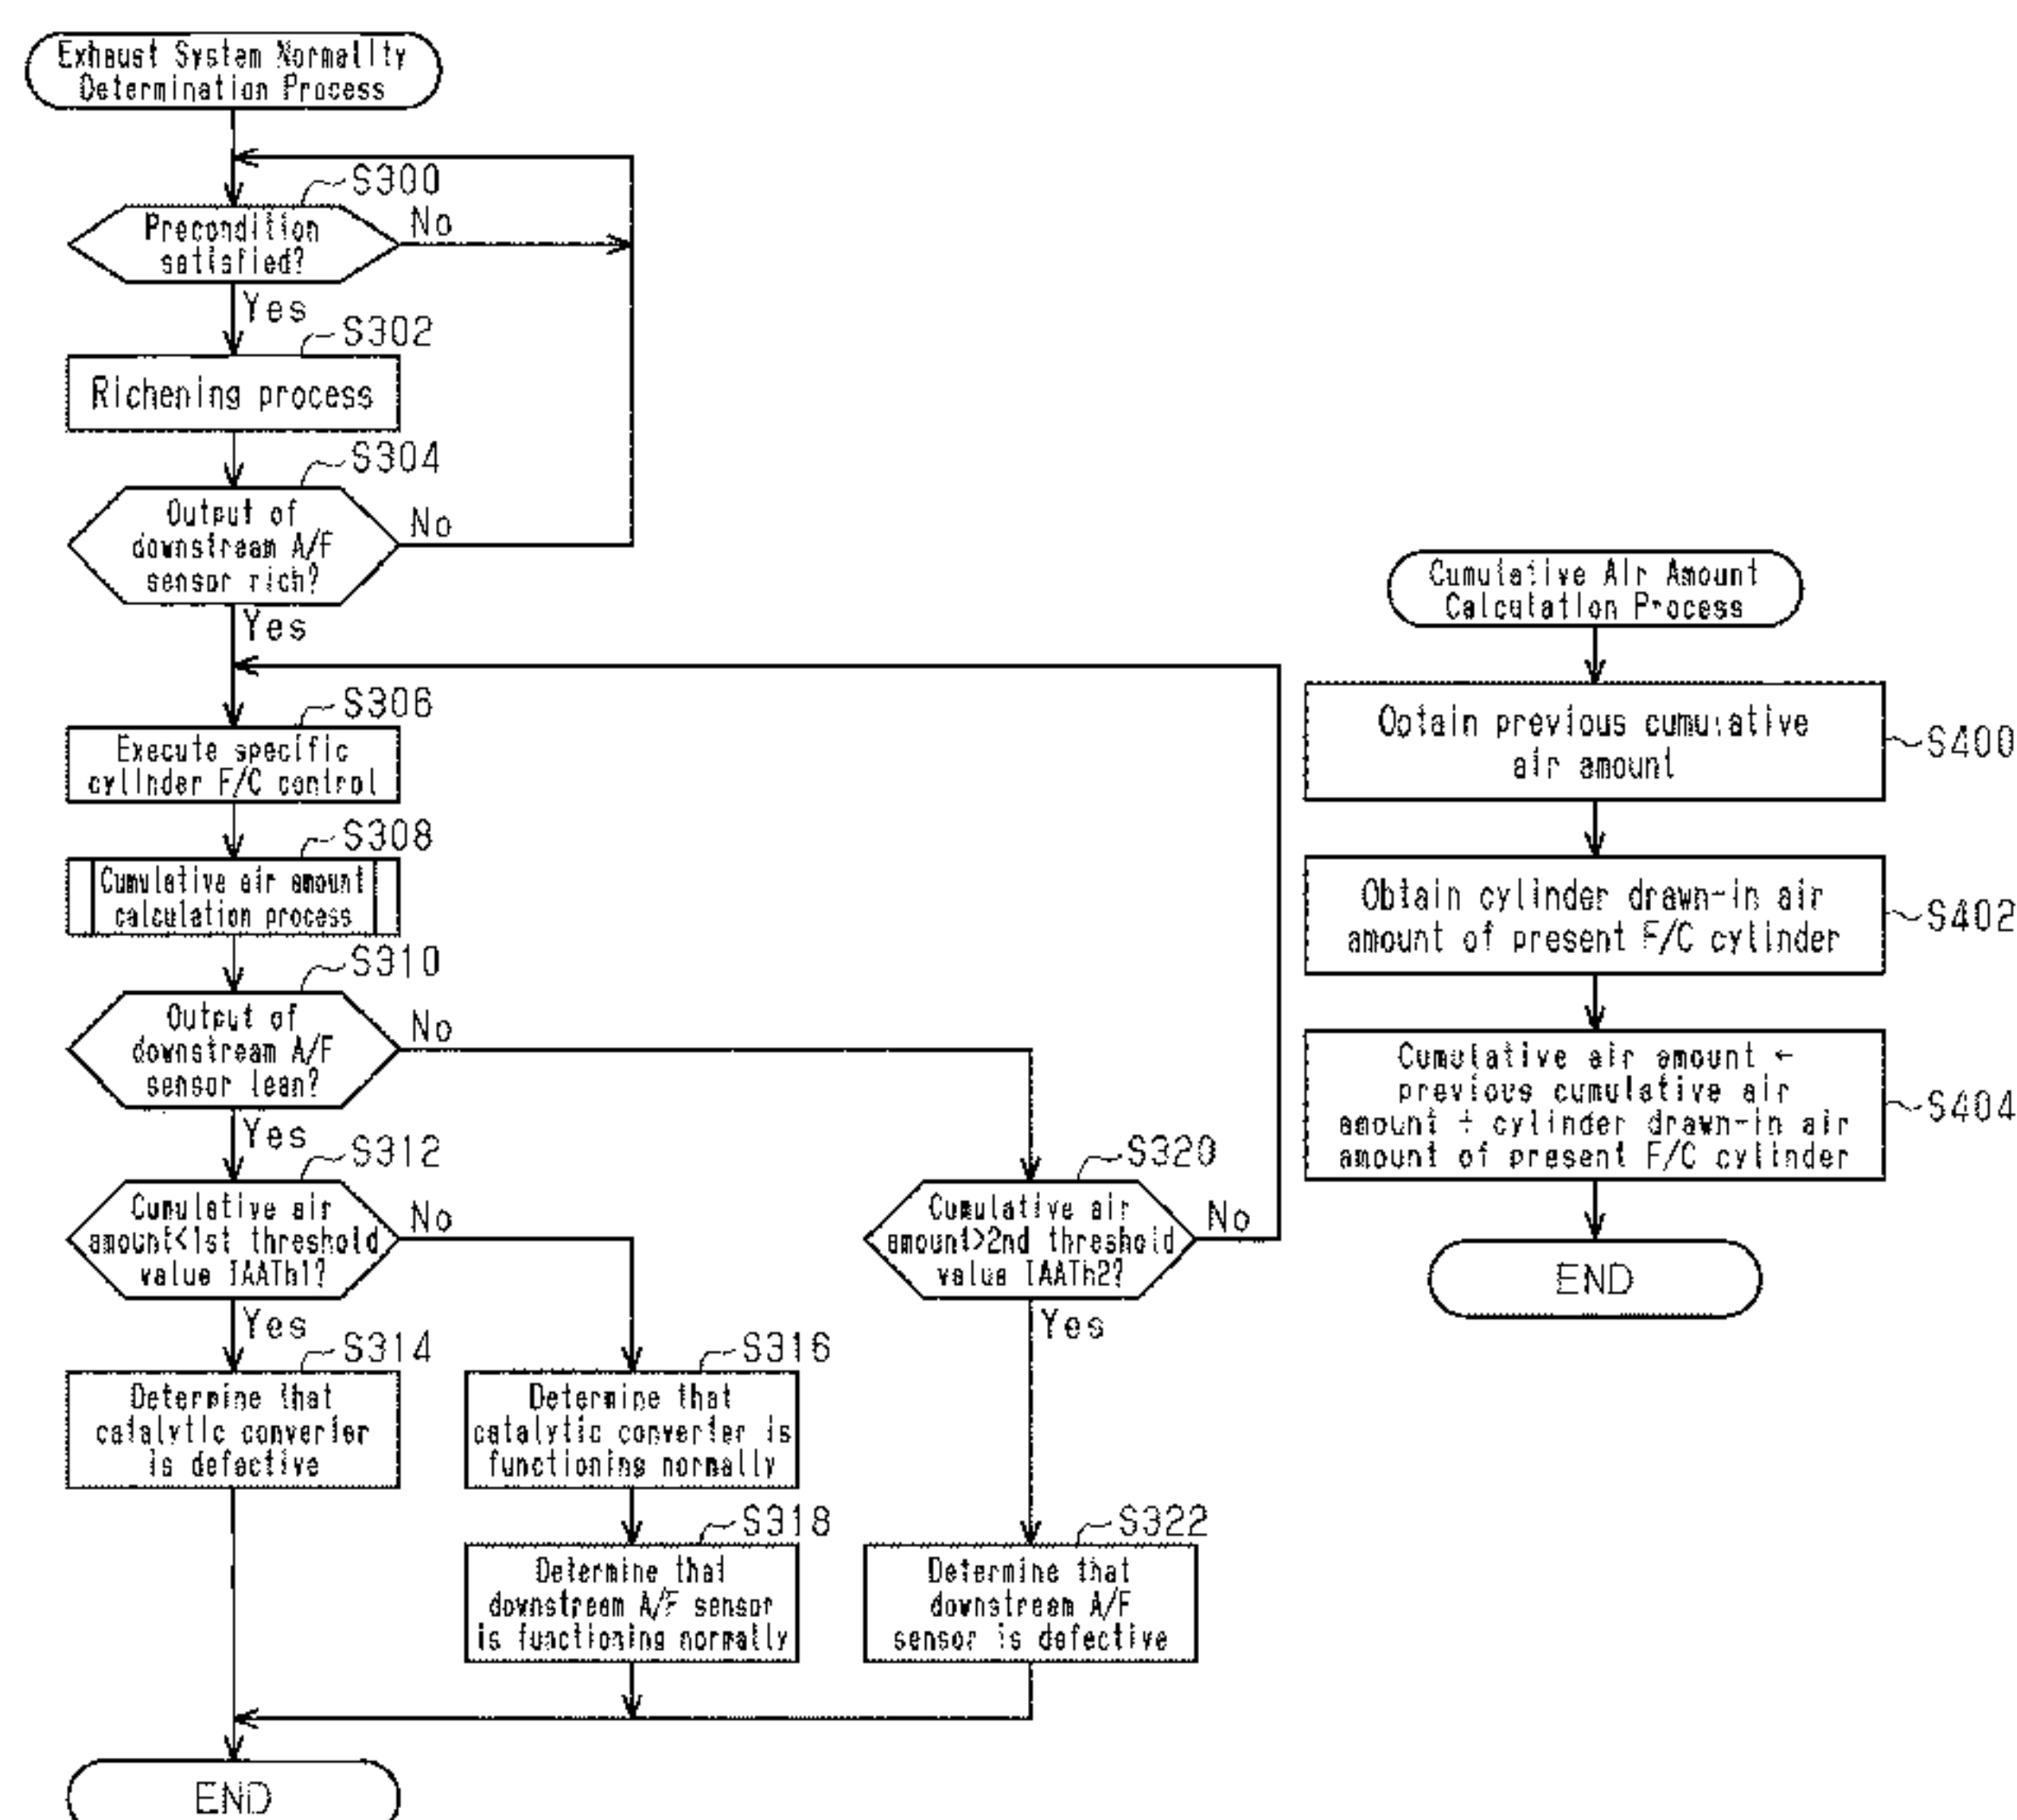 Exhaust System Normality
Determination Process
S300
Precondition
satisfied?
No
Yes
S302
Richening process
S304
Output of
downstream A/F
sensor rich?
No
Yes
S306
Execute specific
cylinder F/C control
S308
Cumulative air amount
calculation process
S310
Output of
downstream A/F
sensor lean?
No
Yes
S312
Cumulative air
amount<1st threshold
value IAATh1?
No
Yes
S314
Determine that
catalytic converter
is defective
S316
Determine that
catalytic converter is
functioning normally
S318
Determine that
downstream A/F sensor
is functioning normally
S320
Cumulative air
amount>2nd threshold
value IAATh2?
No
Yes
S322
Determine that
downstream A/F
sensor is defective
END
Cumulative Air Amount
Calculation Process
Obtain previous cumulative
air amount
S400
Obtain cylinder drawn-in air
amount of present F/C cylinder
S402
Cumulative air amount ←
previous cumulative air
amount + cylinder drawn-in air
amount of present F/C cylinder
S404
END